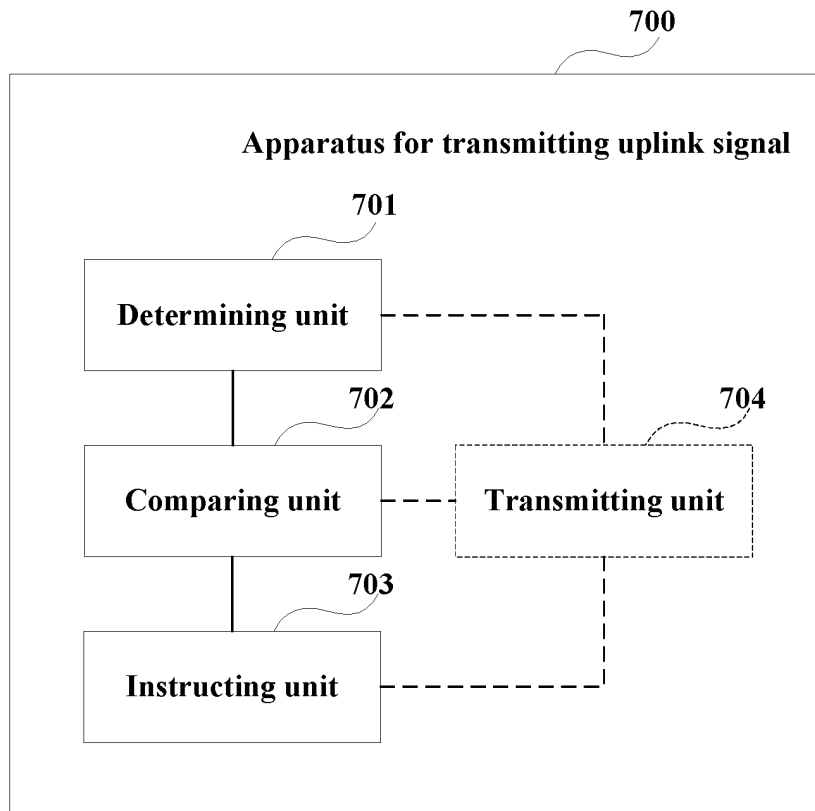 700
Apparatus for transmitting uplink signal
701
Determining unit
702
704
Comparing unit
Transmitting unit
703
Instructing unit